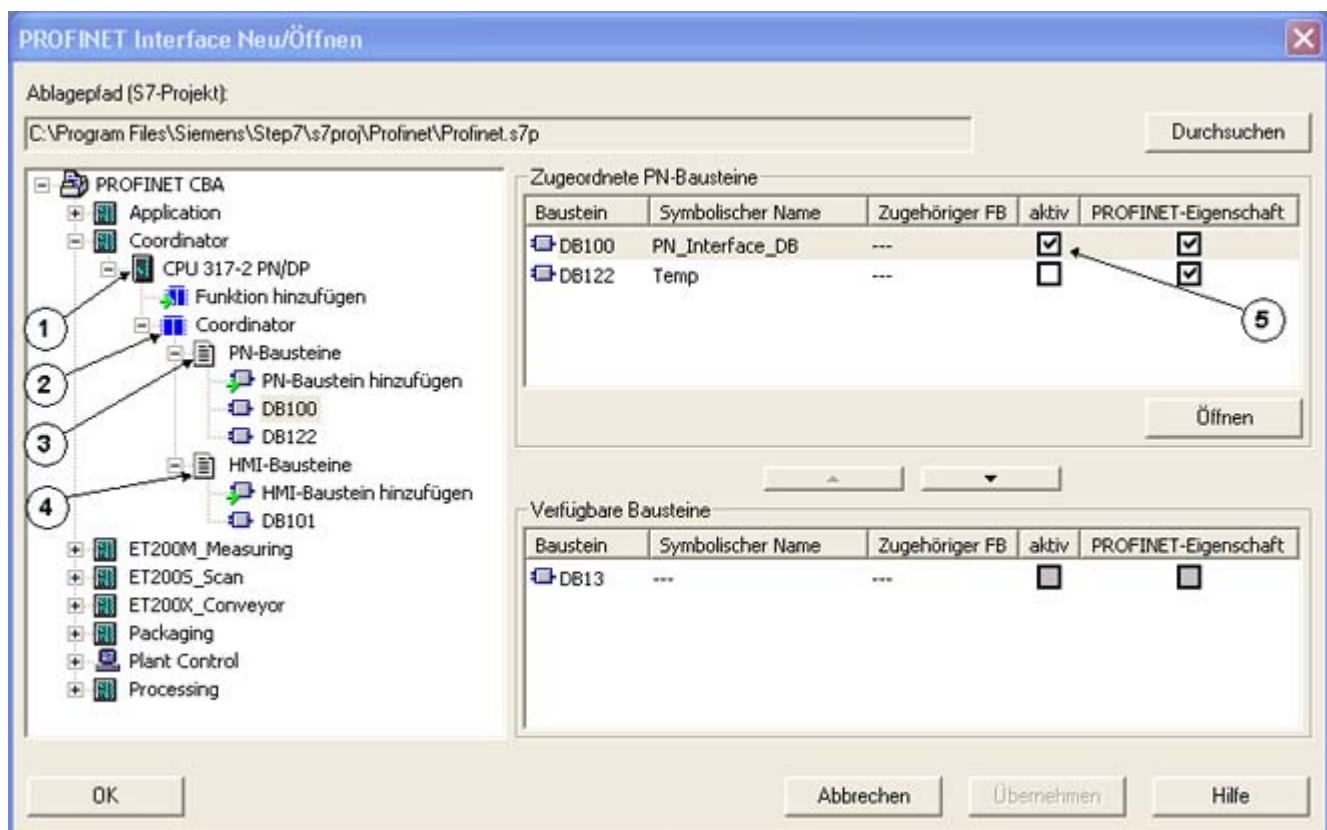 PROFINET Interface Neu/Öffnen
Ablagepfad (S7-Projekt):
C:\Program Files\Siemens\Step7\s7proj\Profinet\Profinet.s7p
Durchsuchen
PROFINET CBA
Application
Coordinator
CPU 317-2 PN/DP
Funktion hinzufügen
Coordinator
PN-Bausteine
PN-Baustein hinzufügen
DB100
DB122
HMI-Bausteine
HMI-Baustein hinzufügen
DB101
ET200M_Measuring
ET200S_Scan
ET200X_Conveyor
Packaging
Plant Control
Processing
1
2
3
4
Zugeordnete PN-Bausteine
Baustein Symbolischer Name Zugehöriger FB aktiv PROFINET-Eigenschaft
DB100 PN_Interface_DB ---
DB122 Temp ---
5
Öffnen
Verfügbare Bausteine
Baustein Symbolischer Name Zugehöriger FB aktiv PROFINET-Eigenschaft
DB13 --- ---
OK
Abbrechen
Übernehmen
Hilfe